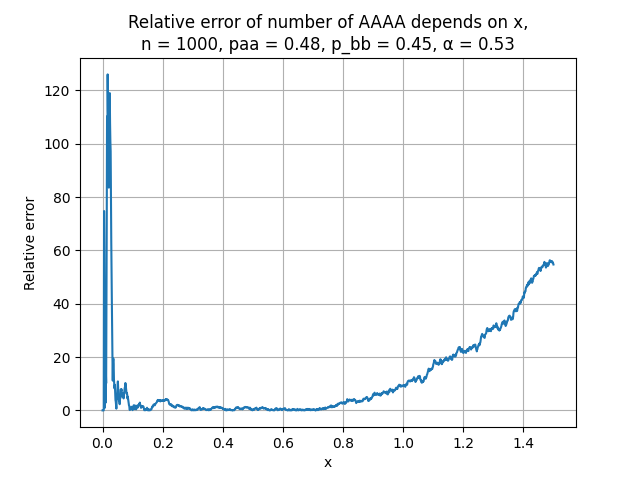 Relative error of number of AAAA depends on x,
n = 1000, paa = 0.48, p_bb = 0.45, α = 0.53
Relative error
120
100
80
60
40
20
0
0.0 0.2 0.4 0.6 0.8 1.0 1.2 1.4
x